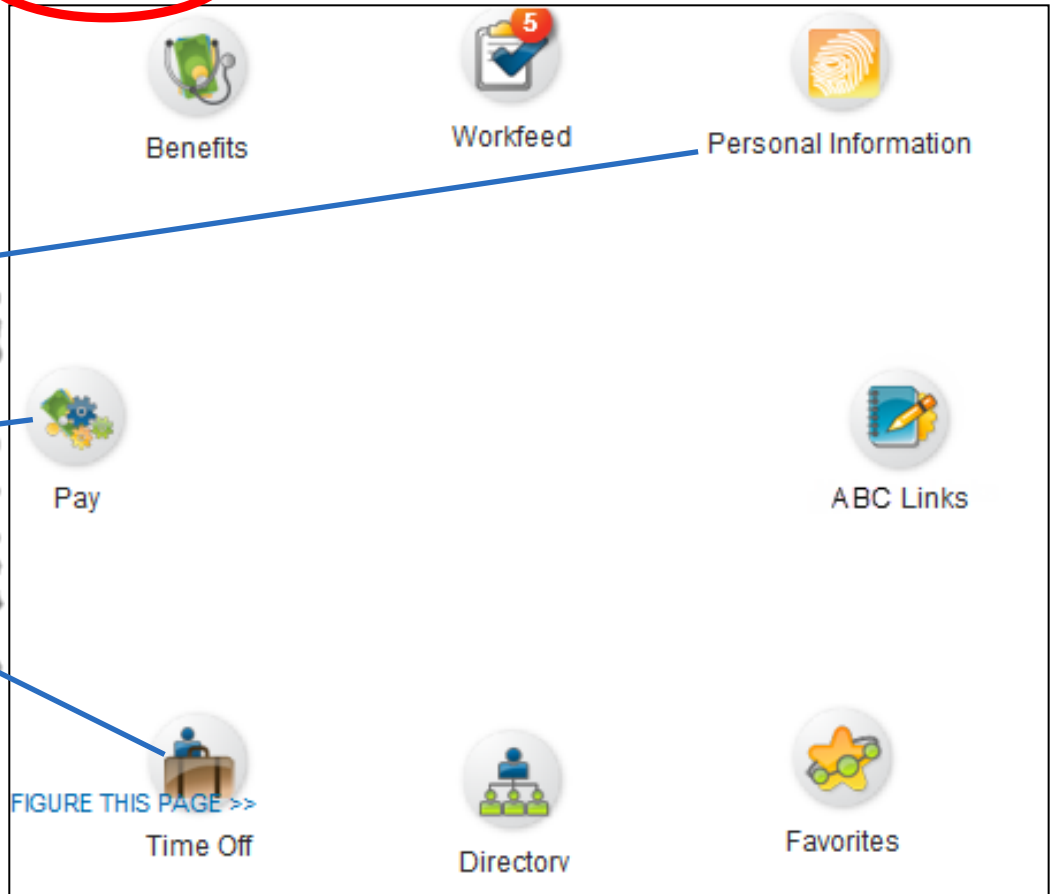 5
Benefits
Workfeed
Personal Information
Pay
ABC Links
FIGURE THIS PAGE >>
Time Off
Directory
Favorites